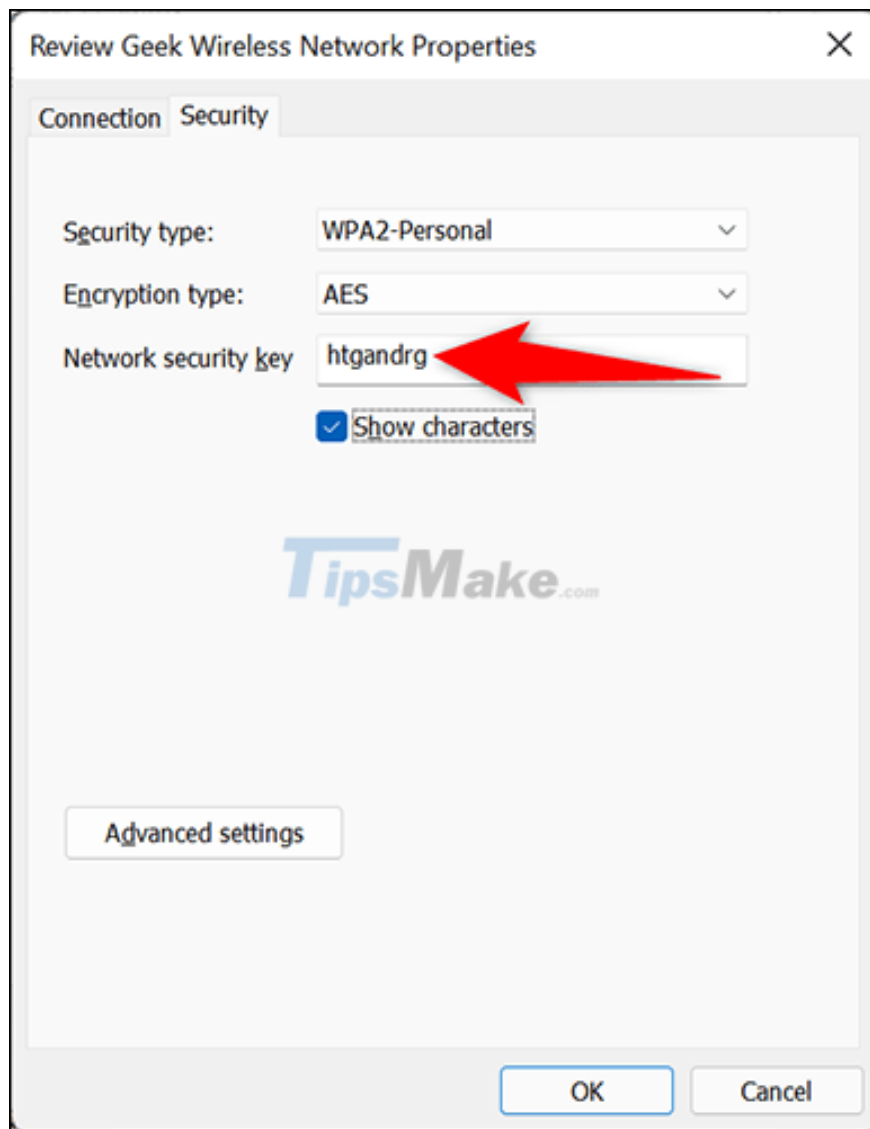 Review Geek Wireless Network Properties
Connection Security
Security type: WPA2-Personal
Encryption type: AES
Network security key htgandrg
Show characters
TipsMake.com
Advanced settings
OK Cancel